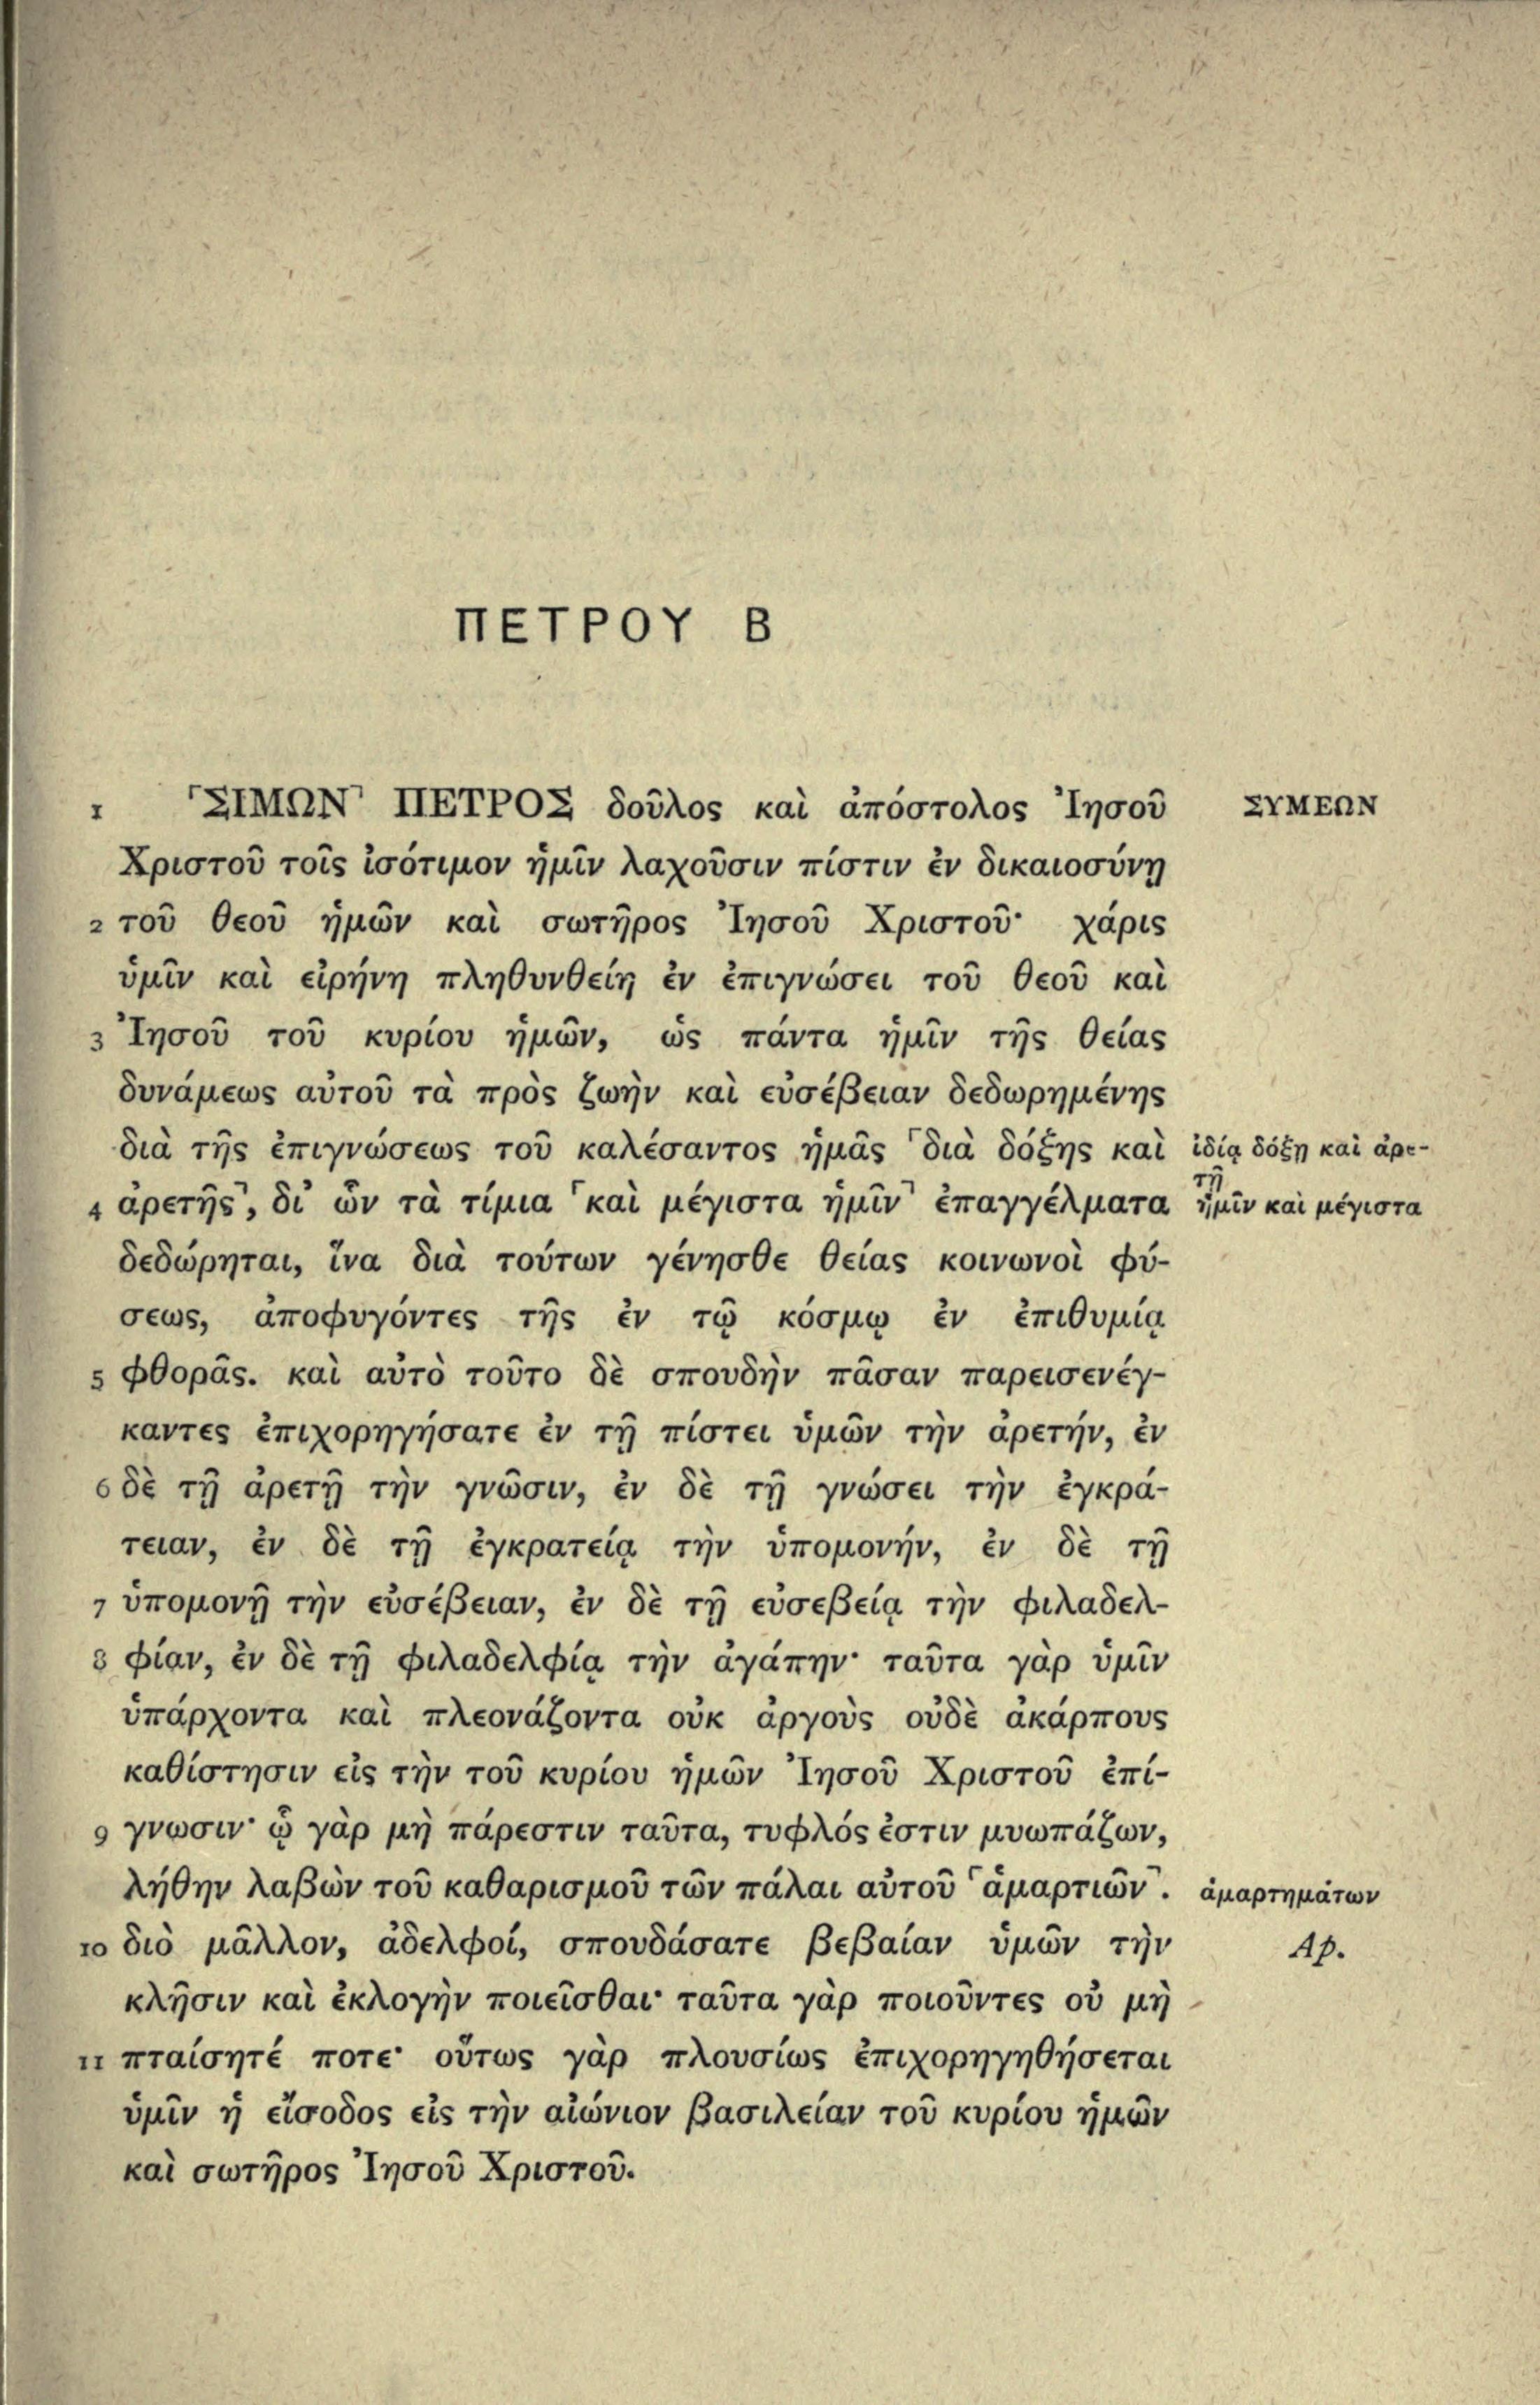 ΠΕΤΡΟΥ Β
1 ⸀ΣΙΜΩΝ⸣ ΠΕΤΡΟΣ δοῦλος καὶ ἀπόστολος Ἰησοῦ ΣΥΜΕΩΝ
Χριστοῦ τοῖς ἰσότιμον ἡμῖν λαχοῦσιν πίστιν ἐν δικαιοσύνῃ
2 τοῦ θεοῦ ἡμῶν καὶ σωτῆρος Ἰησοῦ Χριστοῦ· χάρις
ὑμῖν καὶ εἰρήνη πληθυνθείη ἐν ἐπιγνώσει τοῦ θεοῦ καὶ
3 Ἰησοῦ τοῦ κυρίου ἡμῶν, ὡς πάντα ἡμῖν τῆς θείας
δυνάμεως αὐτοῦ τὰ πρὸς ζωὴν καὶ εὐσέβειαν δεδωρημένης
διὰ τῆς ἐπιγνώσεως τοῦ καλέσαντος ἡμᾶς ⸢διὰ δόξης καὶ ἰδίᾳ δόξῃ καὶ ἀρε-
τῇ
4 ἀρετῆς⸣, δι᾽ ὧν τὰ τίμια ⸢καὶ μέγιστα ἡμῖν⸣ ἐπαγγέλματα ἡμῖν καὶ μέγιστα
δεδώρηται, ἵνα διὰ τούτων γένησθε θείας κοινωνοὶ φύ-
σεως, ἀποφυγόντες τῆς ἐν τῷ κόσμῳ ἐν ἐπιθυμίᾳ
5 φθορᾶς. καὶ αὐτὸ τοῦτο δὲ σπουδὴν πᾶσαν παρεισενέγ-
καντες ἐπιχορηγήσατε ἐν τῇ πίστει ὑμῶν τὴν ἀρετήν, ἐν
6 δὲ τῇ ἀρετῇ τὴν γνῶσιν, ἐν δὲ τῇ γνώσει τὴν ἐγκρά-
τειαν, ἐν δὲ τῇ ἐγκρατείᾳ τὴν ὑπομονήν, ἐν δὲ τῇ
7 ὑπομονῇ τὴν εὐσέβειαν, ἐν δὲ τῇ εὐσεβείᾳ τὴν φιλαδελ-
8 φίαν, ἐν δὲ τῇ φιλαδελφίᾳ τὴν ἀγάπην· ταῦτα γὰρ ὑμῖν
ὑπάρχοντα καὶ πλεονάζοντα οὐκ ἀργοὺς οὐδὲ ἀκάρπους
καθίστησιν εἰς τὴν τοῦ κυρίου ἡμῶν Ἰησοῦ Χριστοῦ ἐπί-
9 γνωσιν· ᾧ γὰρ μὴ πάρεστιν ταῦτα, τυφλός ἐστιν μυωπάζων,
λήθην λαβὼν τοῦ καθαρισμοῦ τῶν πάλαι αὐτοῦ ⸢ἁμαρτιῶν⸣. ἁμαρτημάτων
10 διὸ μᾶλλον, ἀδελφοί, σπουδάσατε βεβαίαν ὑμῶν τὴν Ap.
κλῆσιν καὶ ἐκλογὴν ποιεῖσθαι· ταῦτα γὰρ ποιοῦντες οὐ μὴ
11 πταίσητέ ποτε· οὕτως γὰρ πλουσίως ἐπιχορηγηθήσεται
ὑμῖν ἡ εἴσοδος εἰς τὴν αἰώνιον βασιλείαν τοῦ κυρίου ἡμῶν
καὶ σωτῆρος Ἰησοῦ Χριστοῦ.